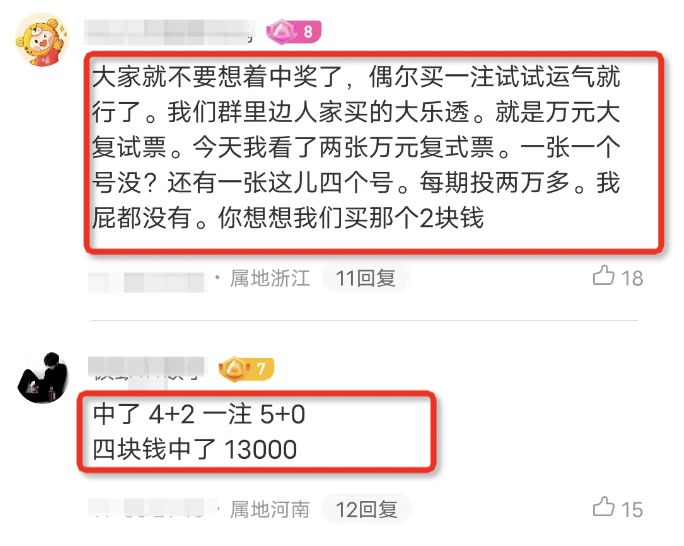 8
大家就不要想着中奖了，偶尔买一注试试运气就
行了。我们群里边人家买的大乐透。就是万元大
复试票。今天我看了两张万元复式票。一张一个
号没？还有一张这儿四个号。每期投两万多。我
屁都没有。你想想我们买那个2块钱
· 属地浙江 11回复 18
7
中了 4+2 一注 5+0
四块钱中了 13000
· 属地河南 12回复 15